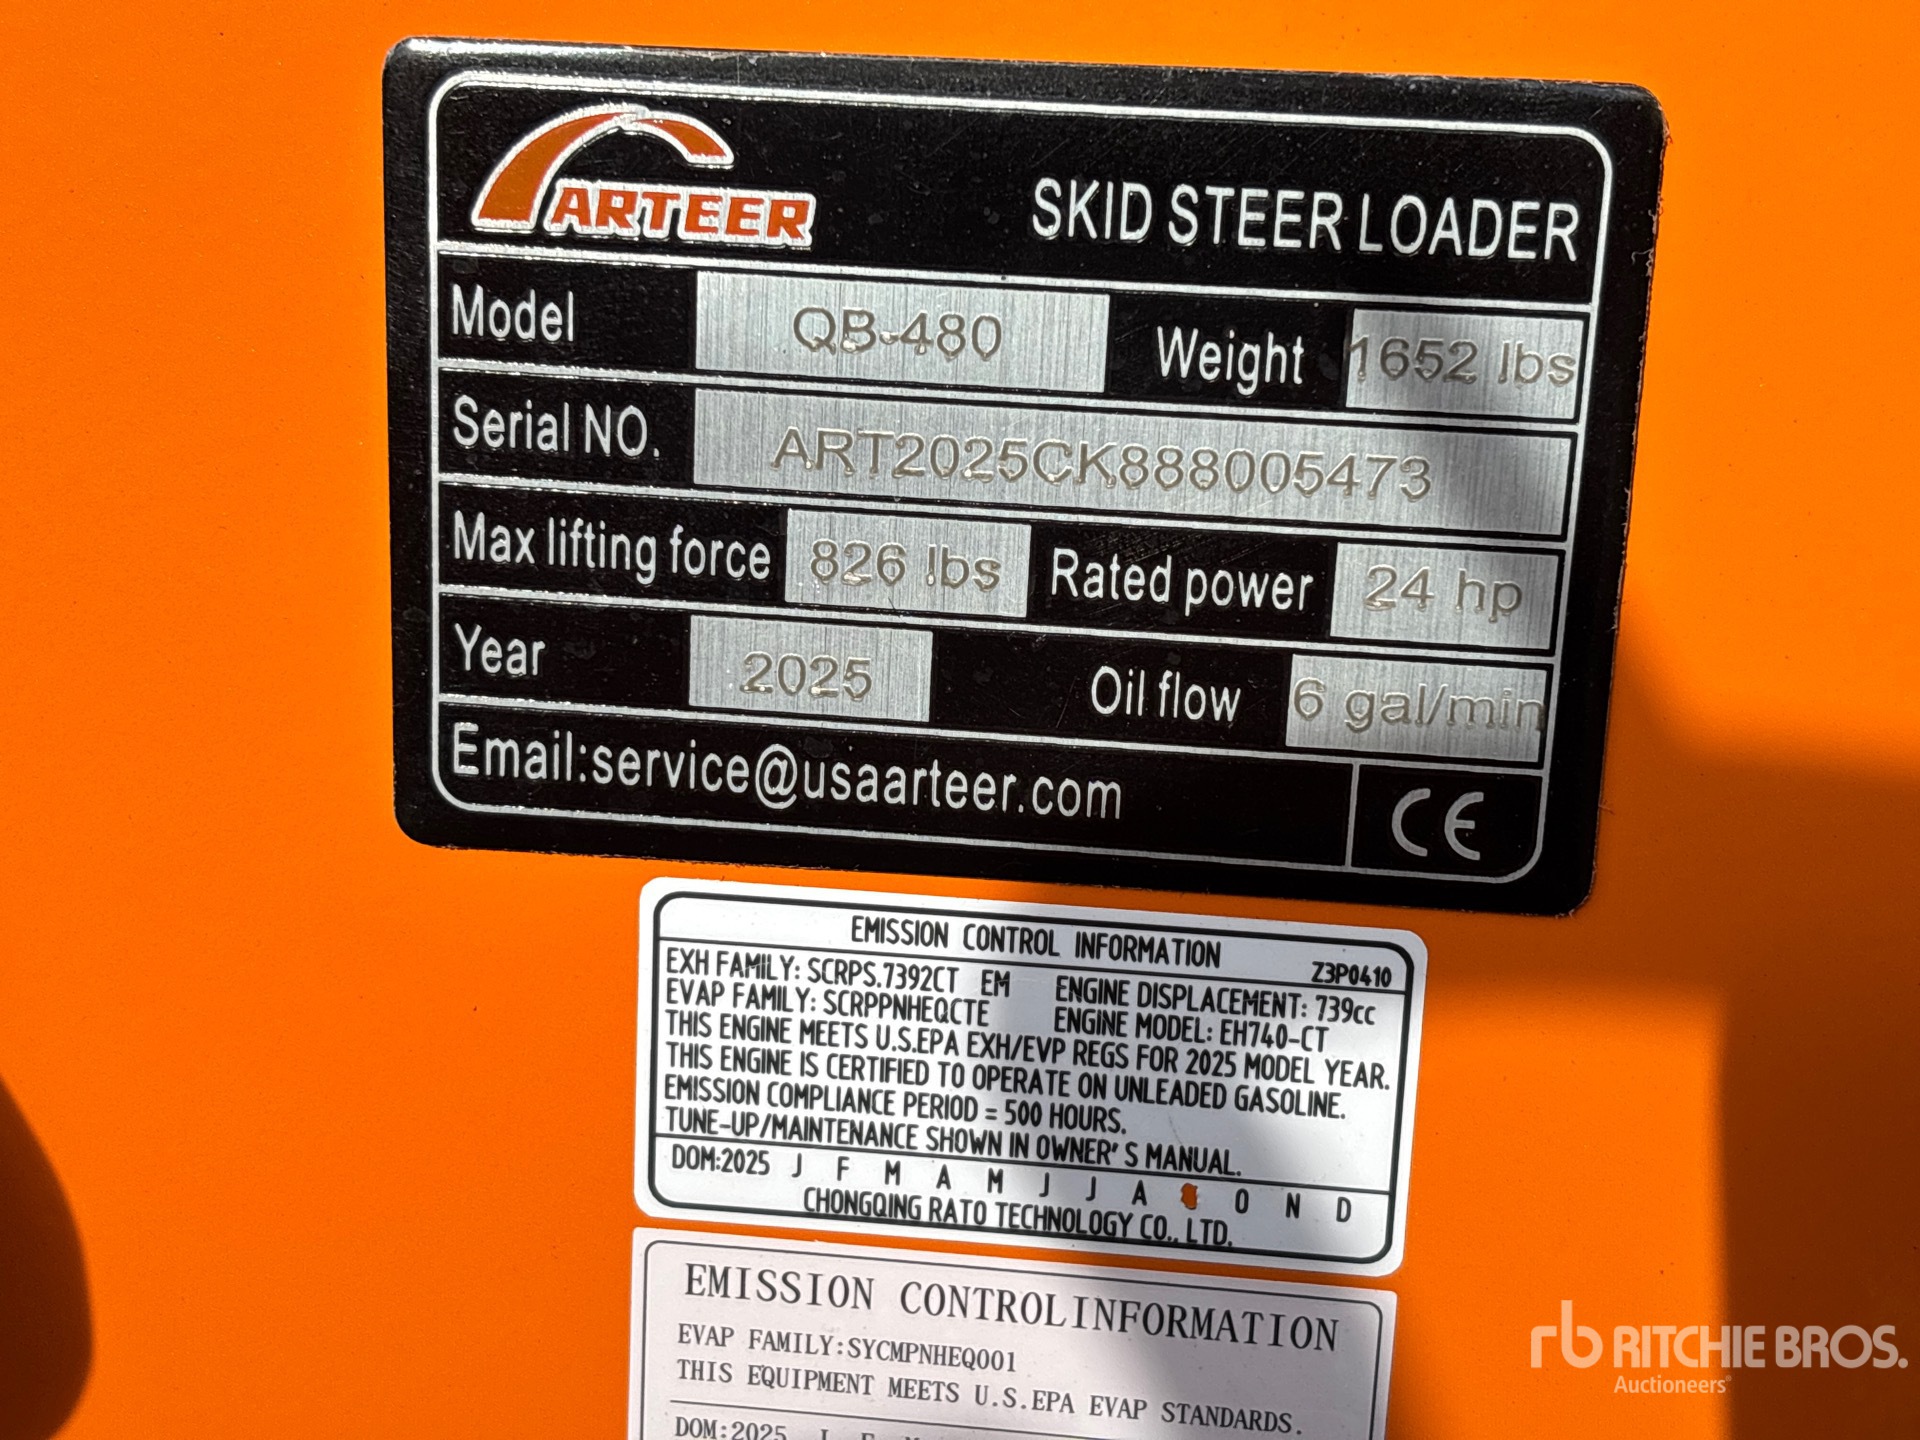 ARTEER
SKID STEER LOADER
Model QB-480 Weight 1652 lbs
Serial NO. ART2025CK888005473
Max lifting force 826 lbs Rated power 24 hp
Year 2025 Oil flow 6 gal/min
Email:service@usaarteer.com
CE
EMISSION CONTROL INFORMATION Z3P0410
EXH FAMILY: SCRPS.7392CT EM ENGINE DISPLACEMENT: 739cc
EVAP FAMILY: SCRPPNHEQCTE ENGINE MODEL: EH740-CT
THIS ENGINE MEETS U.S.EPA EXH/EVP REGS FOR 2025 MODEL YEAR.
THIS ENGINE IS CERTIFIED TO OPERATE ON UNLEADED GASOLINE.
EMISSION COMPLIANCE PERIOD = 500 HOURS.
TUNE-UP/MAINTENANCE SHOWN IN OWNER'S MANUAL.
DOM:2025 J F M A M J J A O N D
CHONGQING RATO TECHNOLOGY CO., LTD.
EMISSION CONTROLINFORMATION
EVAP FAMILY:SYCMPNHEQ001
THIS EQUIPMENT MEETS U.S.EPA EVAP STANDARDS.
DOM:2025 J F M
rb RITCHIE BROS.
Auctioneers